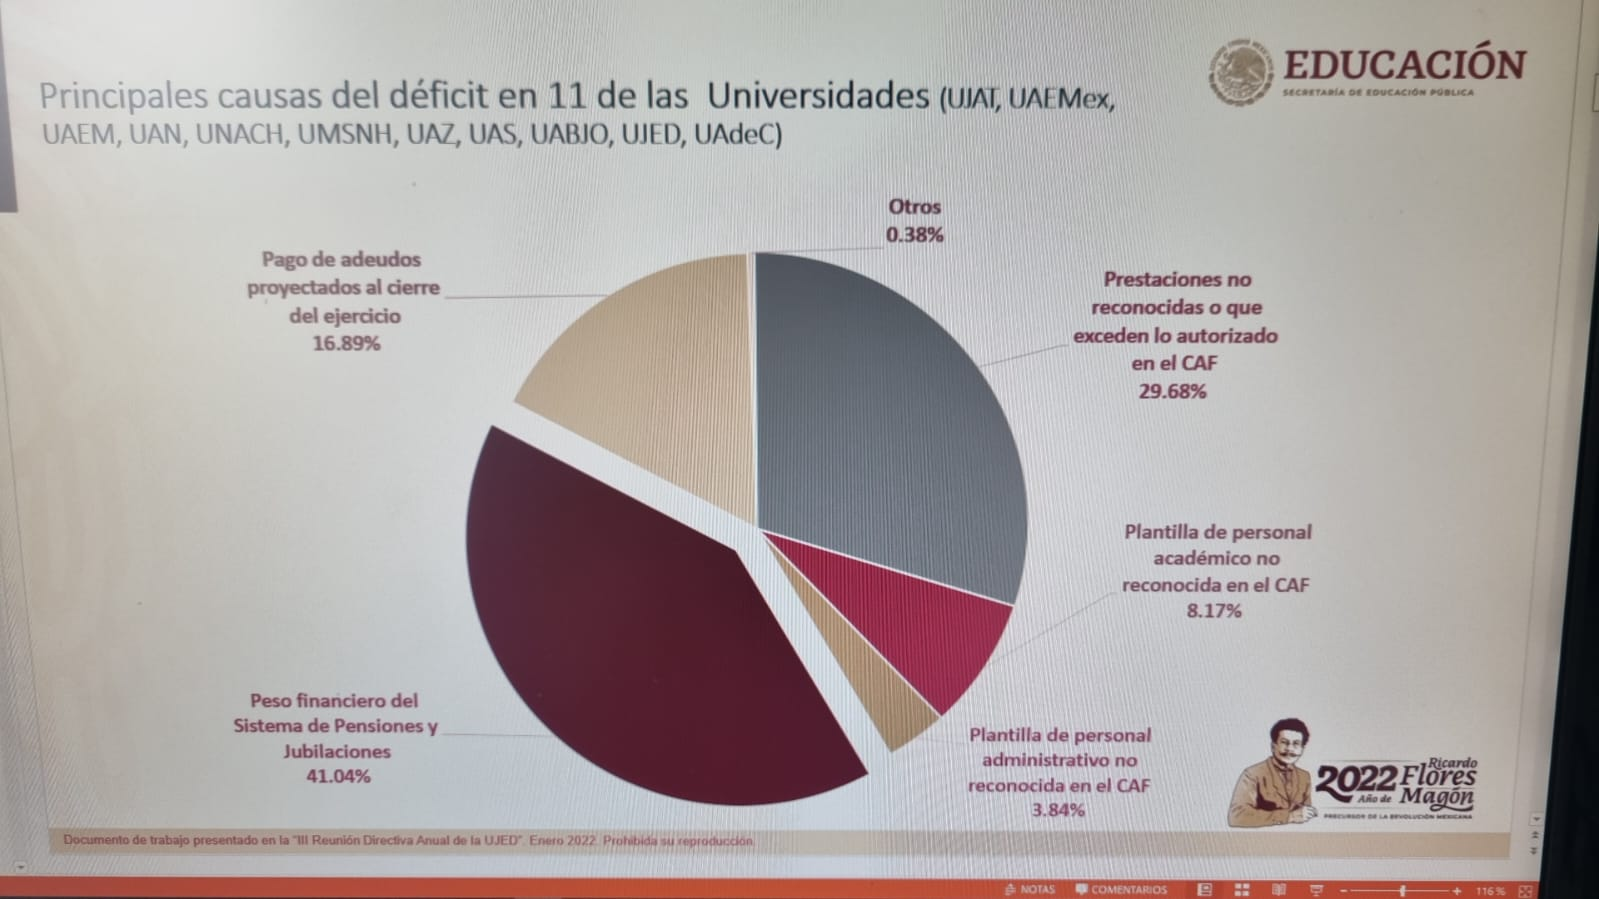 EDUCACIÓN
SECRETARÍA DE EDUCACIÓN PÚBLICA
Principales causas del déficit en 11 de las Universidades (UJAT, UAEMex,
UAEM, UAN, UNACH, UMSNH, UAZ, UAS, UABJO, UJED, UAdeC)
Otros
0.38%
Pago de adeudos
proyectados al cierre
del ejercicio
16.89%
Prestaciones no
reconocidas o que
exceden lo autorizado
en el CAF
29.68%
Plantilla de personal
académico no
reconocida en el CAF
8.17%
Peso financiero del
Sistema de Pensiones y
Jubilaciones
41.04%
Plantilla de personal
administrativo no
reconocida en el CAF
3.84%
2022 Ricardo
Flores
Año de Magón
PRECURSOR DE LA REVOLUCIÓN MEXICANA
Documento de trabajo presentado en la "III Reunión Directiva Anual de la UJED". Enero 2022. Prohibida su reproducción.
NOTAS COMENTARIOS 116 %